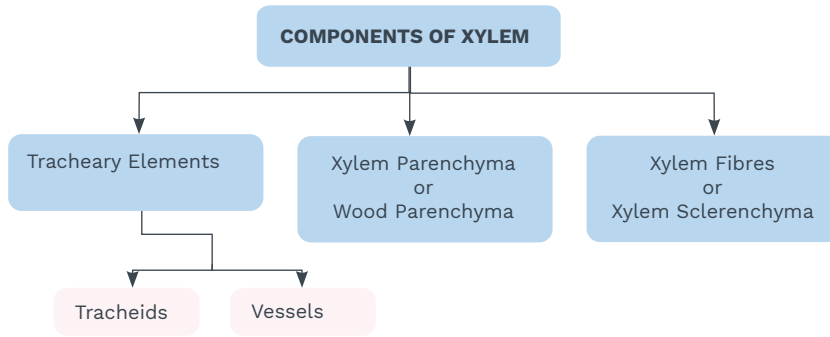 COMPONENTS OF XYLEM
Tracheary Elements
Xylem Parenchyma
or
Wood Parenchyma
Xylem Fibres
or
Xylem Sclerenchyma
Tracheids
Vessels